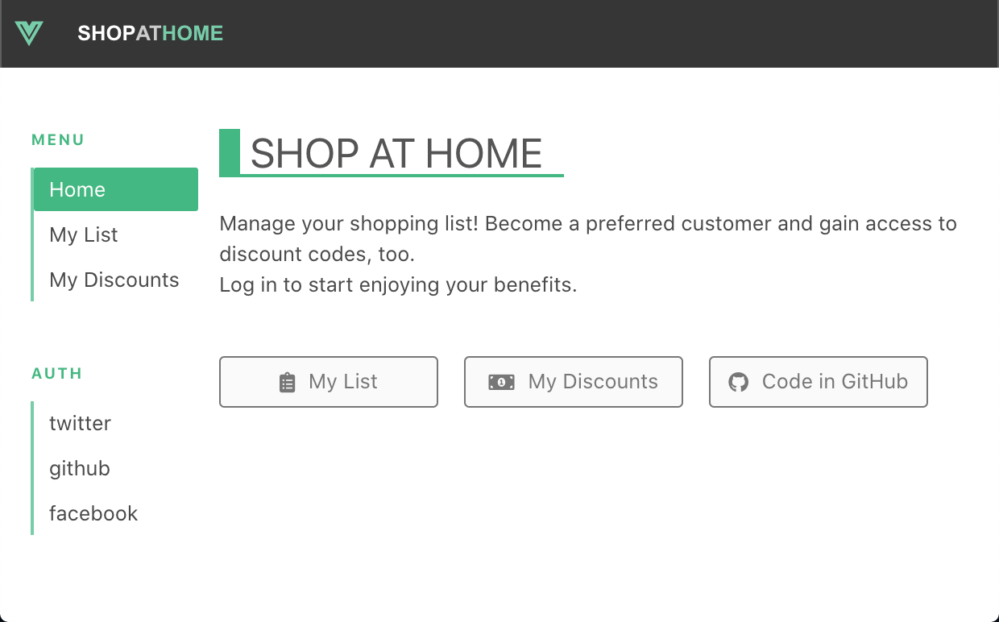 SHOPATHOME
MENU
Home
My List
My Discounts
AUTH
twitter
github
facebook
SHOP AT HOME
Manage your shopping list! Become a preferred customer and gain access to
discount codes, too.
Log in to start enjoying your benefits.
My List
My Discounts
Code in GitHub